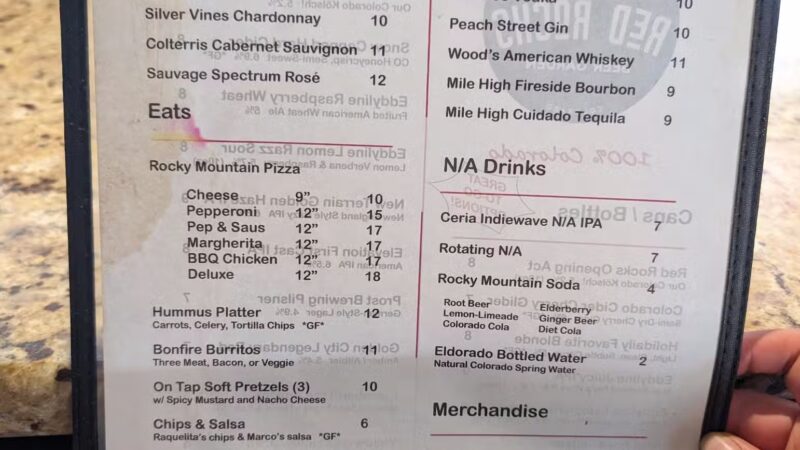 Silver Vines Chardonnay 10
Colterris Cabernet Sauvignon 11
Sauvage Spectrum Rosé 12
Eats
Rocky Mountain Pizza
Cheese 9" 10
Pepperoni 12" 15
Pep & Saus 12" 17
Margherita 12" 17
BBQ Chicken 12" 17
Deluxe 12" 18
Hummus Platter 12
Carrots, Celery, Tortilla Chips *GF*
Bonfire Burritos 11
Three Meat, Bacon, or Veggie
On Tap Soft Pretzels (3) 10
w/ Spicy Mustard and Nacho Cheese
Chips & Salsa 6
Raquelita's chips & Marco's salsa *GF*
10
Peach Street Gin 10
Wood's American Whiskey 11
Mile High Fireside Bourbon 9
Mile High Cuidado Tequila 9
N/A Drinks
Ceria Indiewave N/A IPA 7
Rotating N/A 7
Rocky Mountain Soda 4
Root Beer Elderberry
Lemon-Limeade Ginger Beer
Colorado Cola Diet Cola
Eldorado Bottled Water 2
Natural Colorado Spring Water
Merchandise